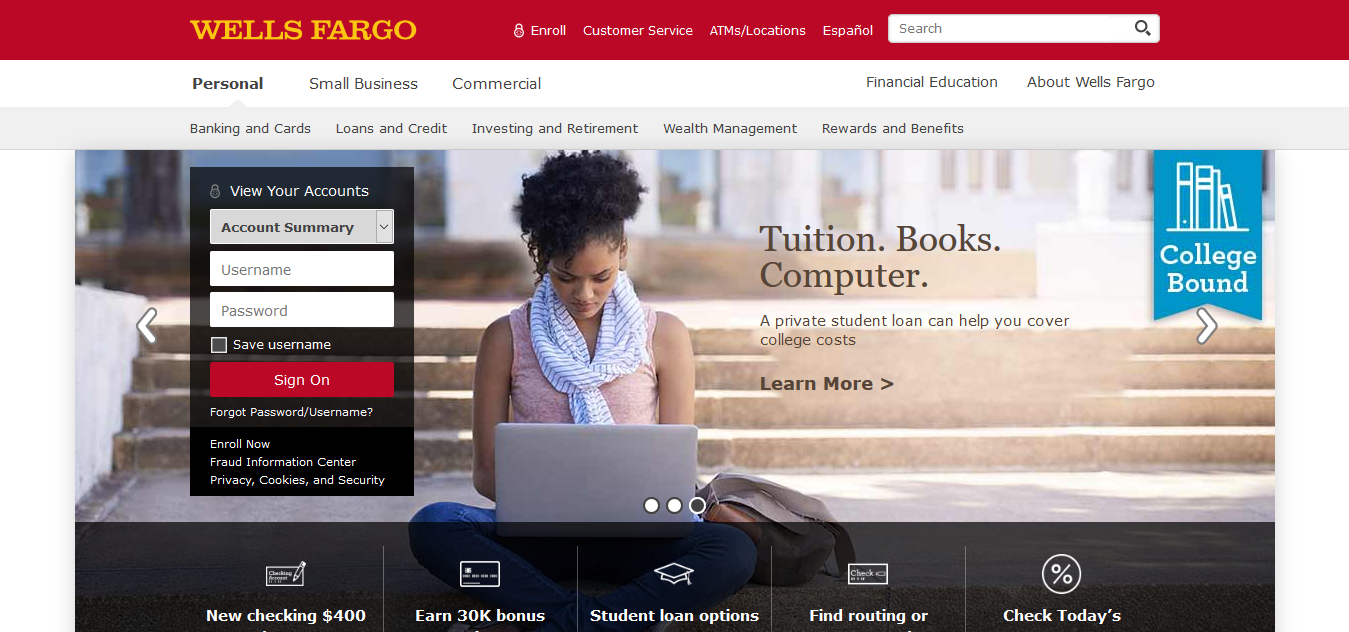 WELLS FARGO
Enroll
Customer Service
ATMs/Locations
Español
Search
Personal
Small Business
Commercial
Financial Education
About Wells Fargo
Banking and Cards
Loans and Credit
Investing and Retirement
Wealth Management
Rewards and Benefits
View Your Accounts
Account Summary
Username
Password
Save username
Sign On
Forgot Password/Username?
Enroll Now
Fraud Information Center
Privacy, Cookies, and Security
Tuition. Books.
Computer.
A private student loan can help you cover
college costs
Learn More >
College
Bound
Checking
Account
New checking $400
Earn 30K bonus
Student loan options
Check
Find routing or
%
Check Today's